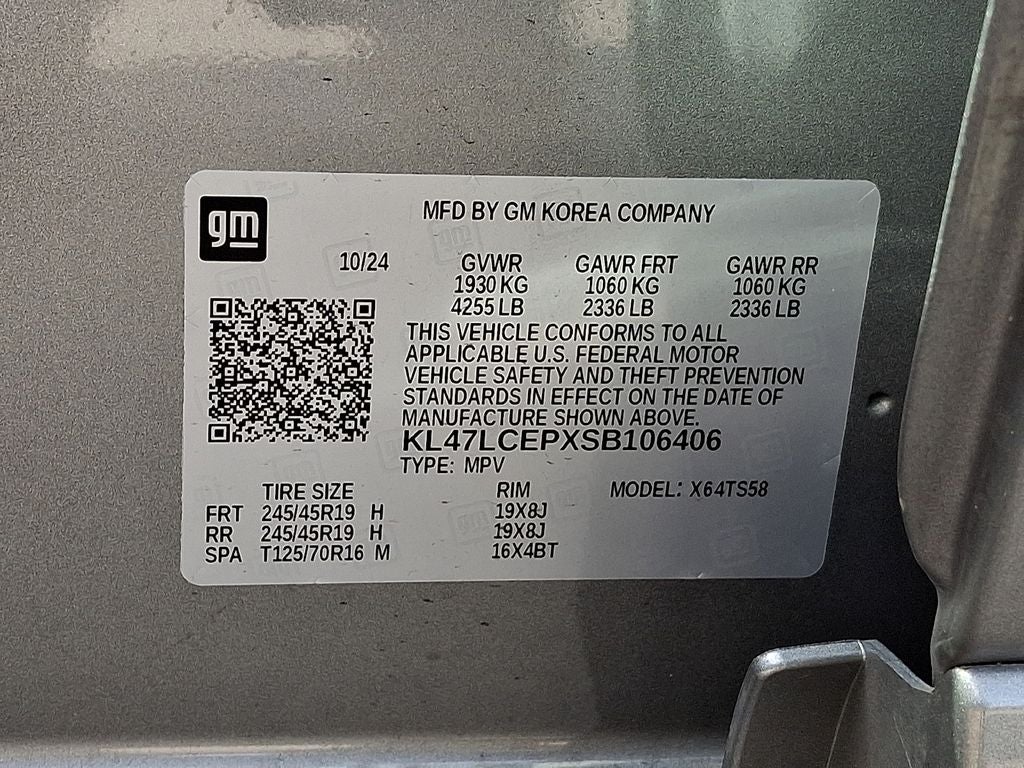 gm
MFD BY GM KOREA COMPANY
10/24 GVWR GAWR FRT GAWR RR
1930 KG 1060 KG 1060 KG
4255 LB 2336 LB 2336 LB
THIS VEHICLE CONFORMS TO ALL
APPLICABLE U.S. FEDERAL MOTOR
VEHICLE SAFETY AND THEFT PREVENTION
STANDARDS IN EFFECT ON THE DATE OF
MANUFACTURE SHOWN ABOVE.
KL47LCEPXSB106406
TYPE: MPV
TIRE SIZE RIM MODEL: X64TS58
FRT 245/45R19 H 19X8J
RR 245/45R19 H 19X8J
SPA T125/70R16 M 16X4BT